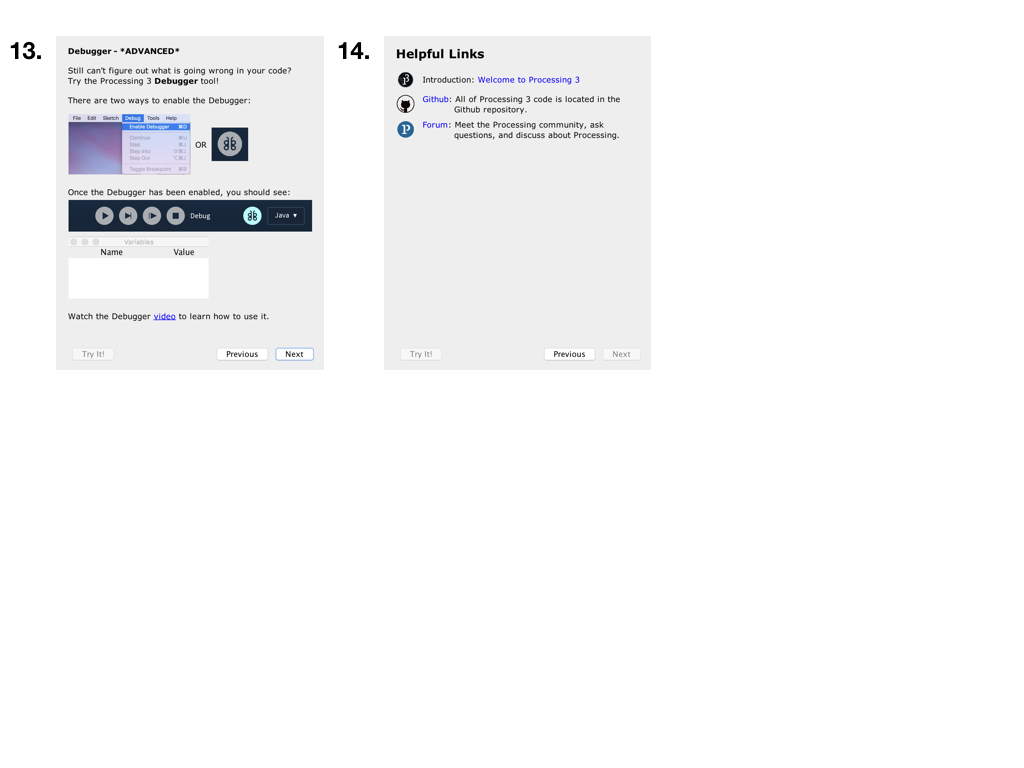 13.
Debugger - *ADVANCED*
Still can't figure out what is going wrong in your code?
Try the Processing 3 Debugger tool!
There are two ways to enable the Debugger:
File Edit Sketch Debug Tools Help
Enable Debugger ⌘D
Continue ⌘U
Step ⌘J
Step Into ⇧⌘J
Step Out ⌥⌘J
Toggle Breakpoint ⌘B
OR
Once the Debugger has been enabled, you should see:
Debug
Java ▼
Variables
Name Value
Watch the Debugger video to learn how to use it.
Try It! Previous Next
14.
Helpful Links
Introduction: Welcome to Processing 3
Github: All of Processing 3 code is located in the
Github repository.
Forum: Meet the Processing community, ask
questions, and discuss about Processing.
Try It! Previous Next